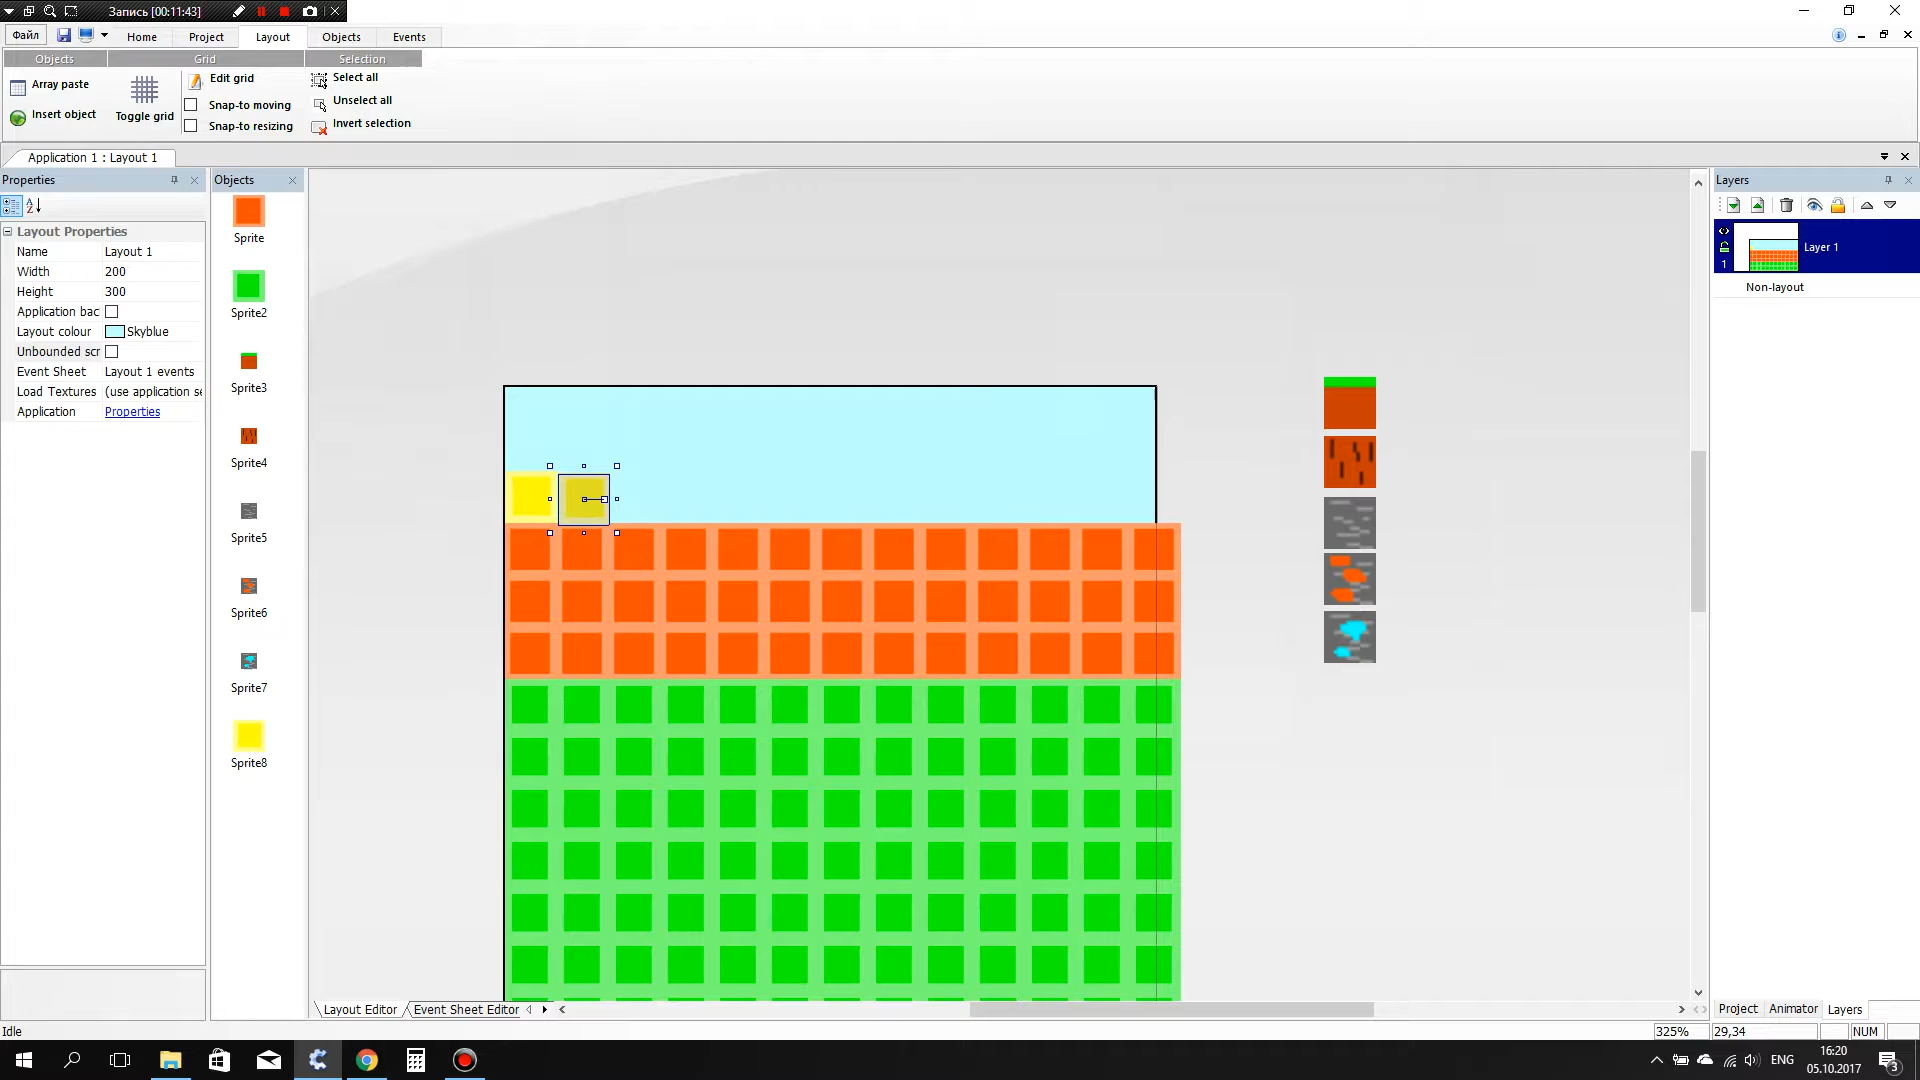 Запись [00:11:43]
Файл
Home
Project
Layout
Objects
Events
Objects
Grid
Selection
Array paste
Insert object
Toggle grid
Edit grid
Snap-to moving
Snap-to resizing
Select all
Unselect all
Invert selection
Application 1 : Layout 1
Properties
Layout Properties
Name Layout 1
Width 200
Height 300
Application bac
Layout colour Skyblue
Unbounded scr
Event Sheet Layout 1 events
Load Textures (use application se
Application Properties
Objects
Sprite
Sprite2
Sprite3
Sprite4
Sprite5
Sprite6
Sprite7
Sprite8
Layers
Layer 1
1
Non-layout
Layout Editor
Event Sheet Editor
Project
Animator
Layers
Idle
325%
29,34
NUM
ENG
16:20
05.10.2017
3